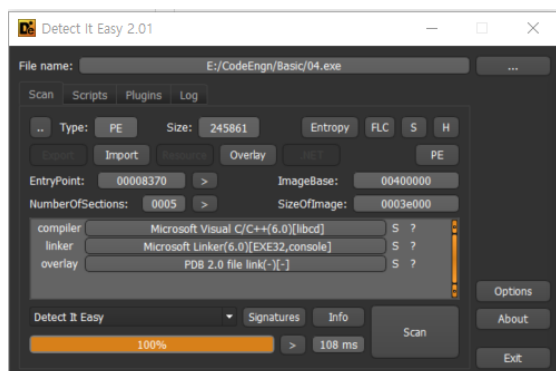 Detect It Easy 2.01
File name: E:/CodeEngn/Basic/04.exe ...
Scan Scripts Plugins Log
.. Type: PE Size: 245861 Entropy FLC S H
Export Import Resource Overlay .NET PE
EntryPoint: 00008370 > ImageBase: 00400000
NumberOfSections: 0005 > SizeOfImage: 0003e000
compiler Microsoft Visual C/C++(6.0)[libcd] S ?
linker Microsoft Linker(6.0)[EXE32,console] S ?
overlay PDB 2.0 file link(-)[-] S ?
Options
Detect It Easy Signatures Info Scan About
100% > 108 ms
Exit